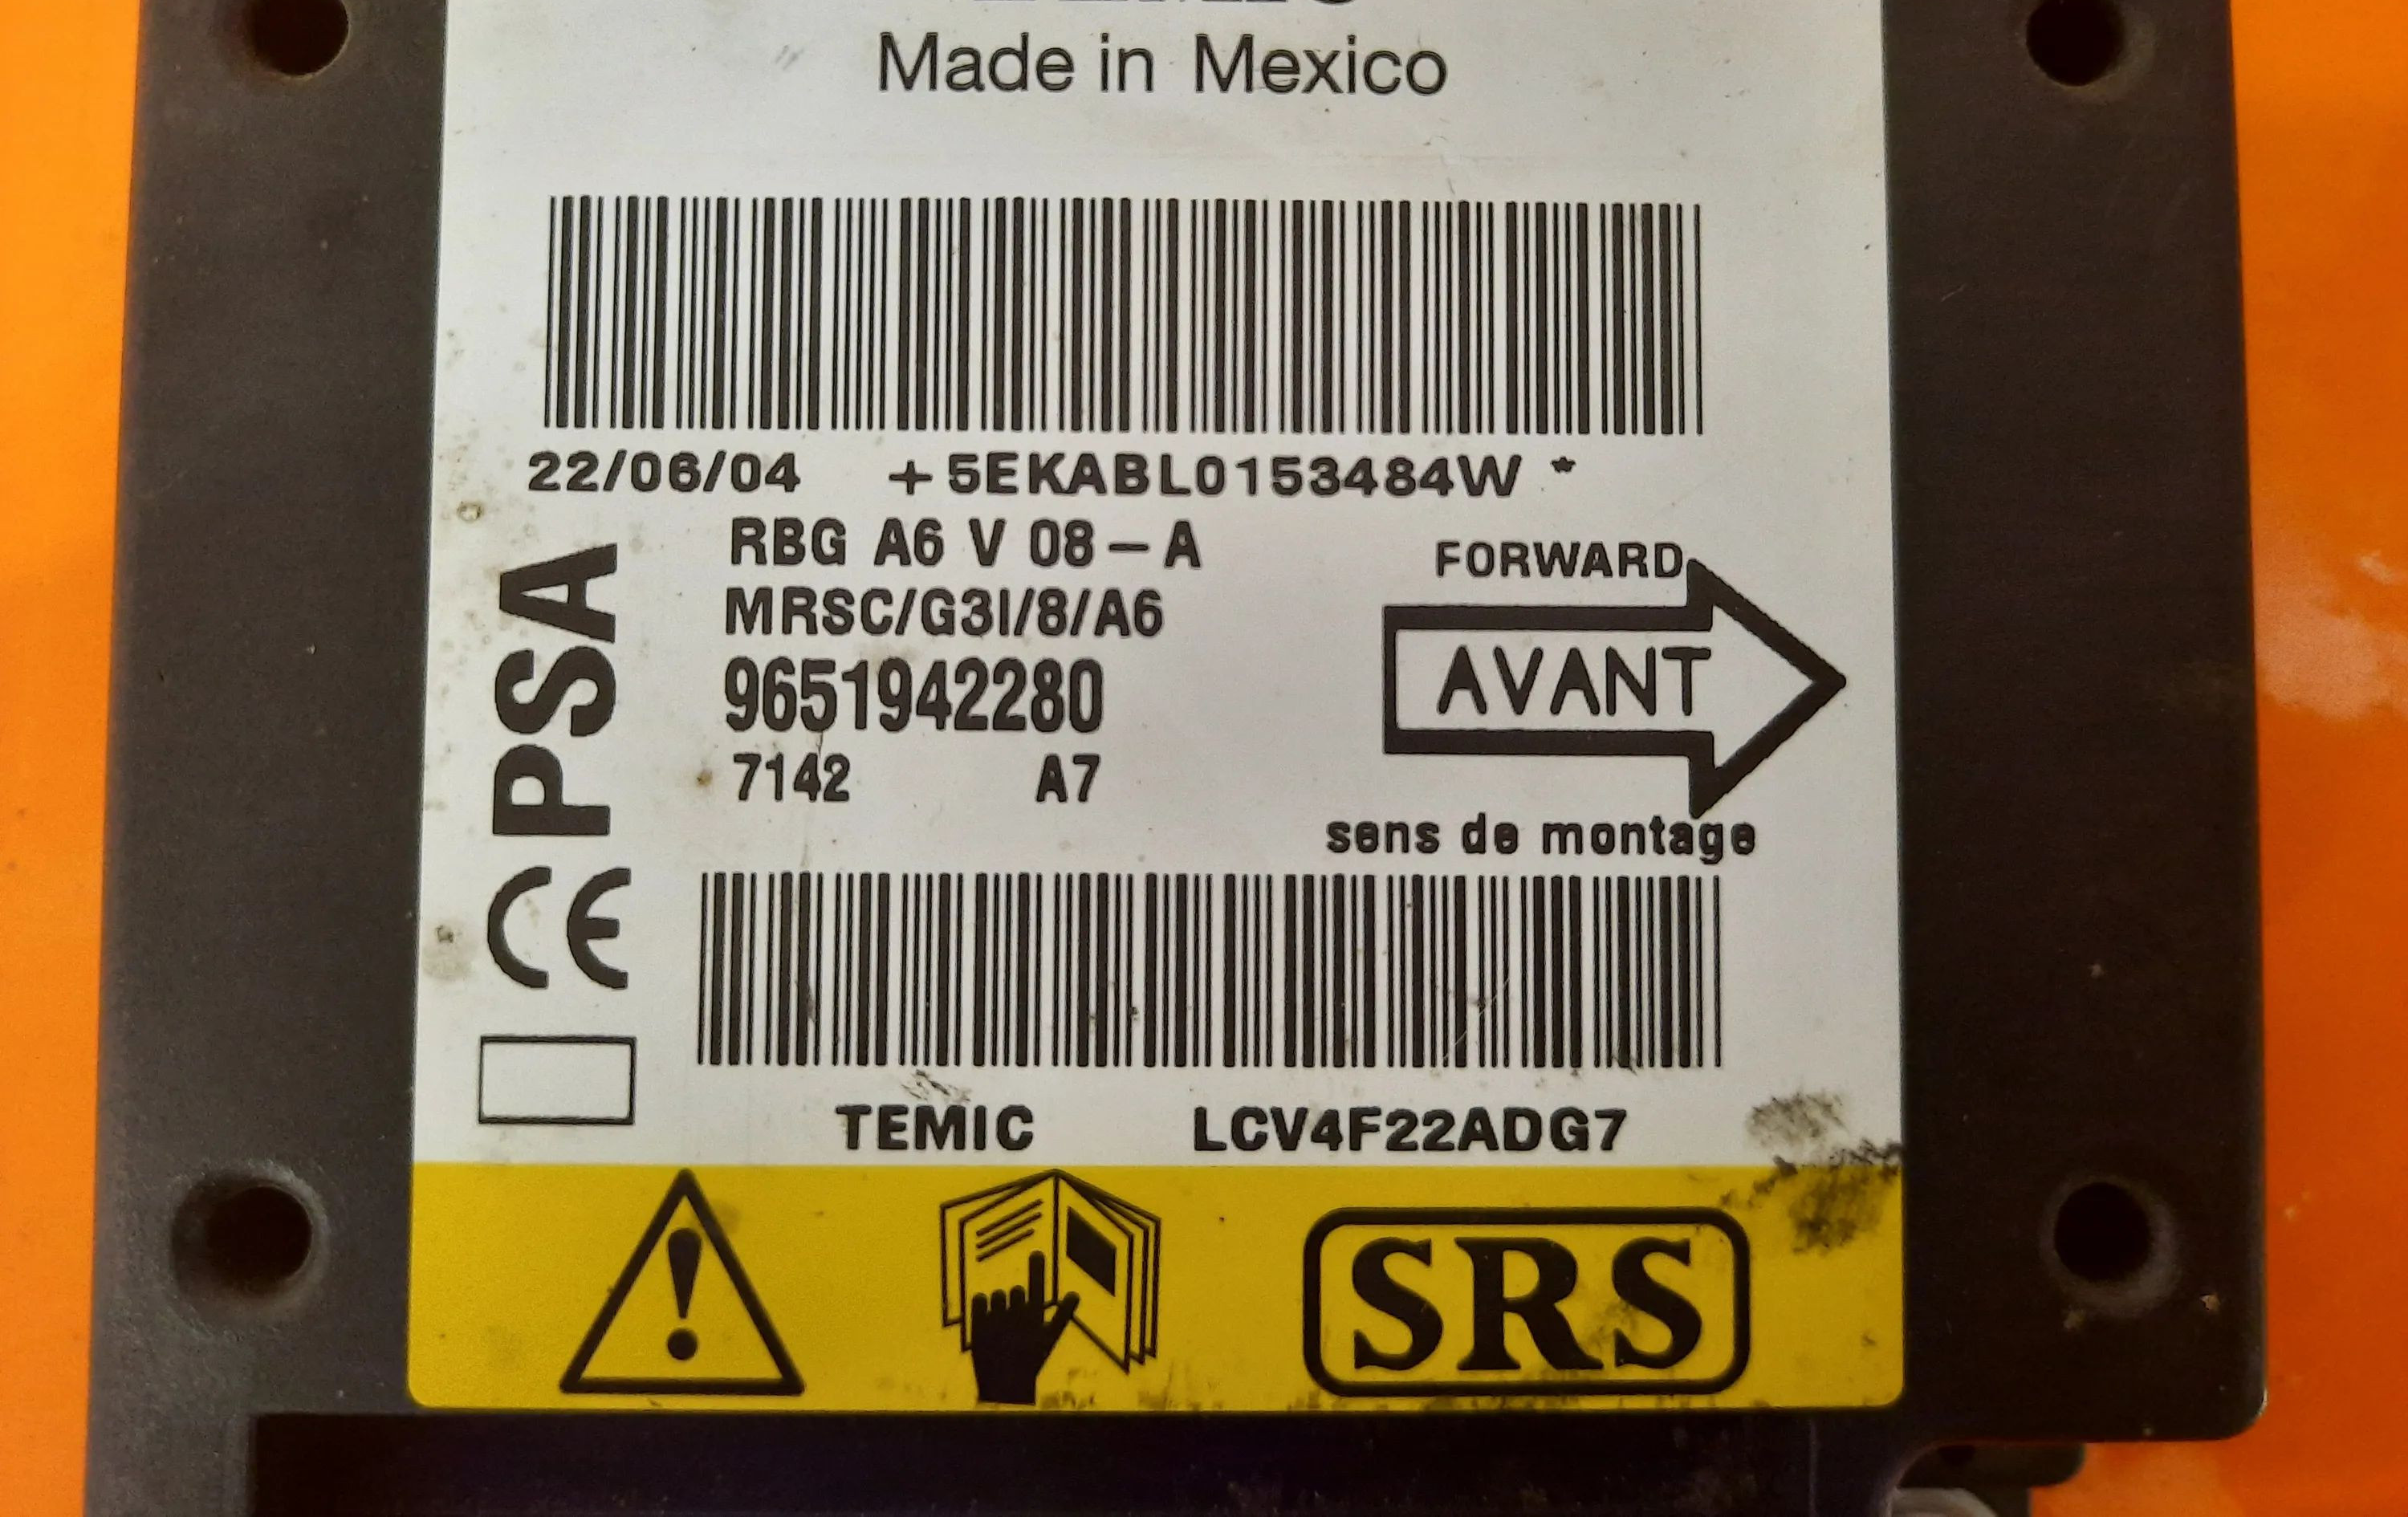 Made in Mexico
22/06/04 +5EKABL0153484W *
RBG A6 V 08-A
MRSC/G3I/8/A6
9651942280
7142 A7
PSA
CE
FORWARD
AVANT
sens de montage
TEMIC LCV4F22ADG7
SRS